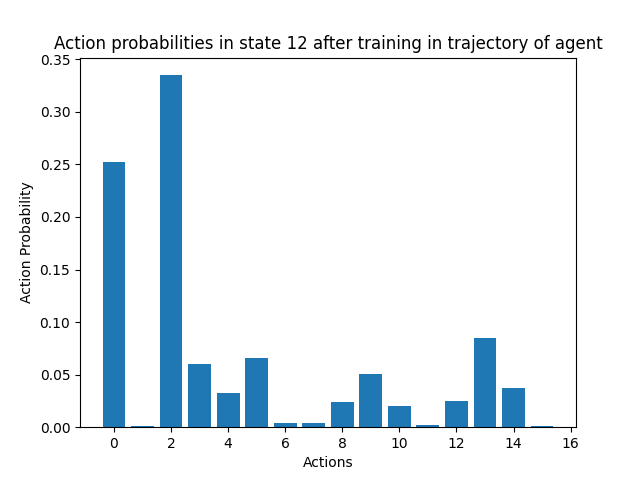 Action probabilities in state 12 after training in trajectory of agent
0.35
0.30
0.25
0.20
0.15
0.10
0.05
0.00
Action Probability
0 2 4 6 8 10 12 14 16
Actions